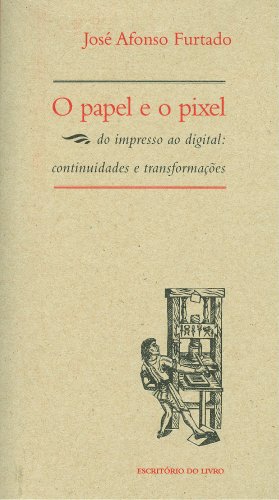 José Afonso Furtado
O papel e o pixel
do impresso ao digital:
continuidades e transformações
ESCRITÓRIO DO LIVRO